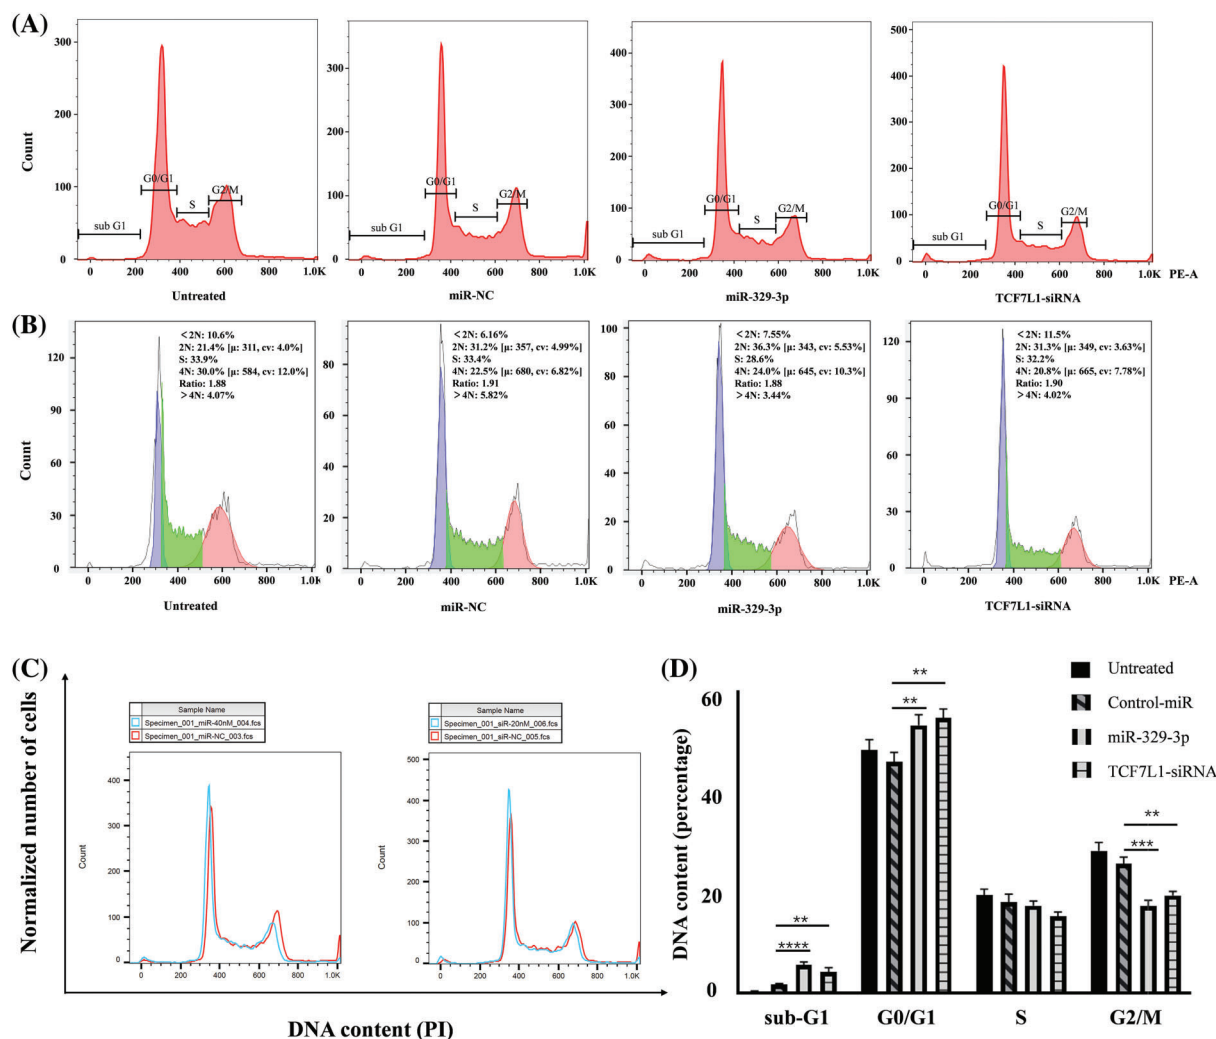 (A)
Count
300
200
100
0
G0/G1
S
G2/M
sub G1
0 200 400 600 800 1.0K
Untreated
300
200
100
0
G0/G1
S
G2/M
sub G1
0 200 400 600 800 1.0K
miR-NC
400
300
200
100
0
G0/G1
S
G2/M
sub G1
0 200 400 600 800 1.0K
miR-329-3p
500
400
300
200
100
0
G0/G1
S
G2/M
sub G1
0 200 400 600 800 1.0K
PE-A
TCF7L1-siRNA
(B)
Count
120
90
60
30
0
<2N: 10.6%
2N: 21.4% [μ: 311, cv: 4.0%]
S: 33.9%
4N: 30.0% [μ: 584, cv: 12.0%]
Ratio: 1.88
>4N: 4.07%
0 200 400 600 800 1.0K
Untreated
80
60
40
20
0
<2N: 6.16%
2N: 31.2% [μ: 357, cv: 4.99%]
S: 33.4%
4N: 22.5% [μ: 680, cv: 6.82%]
Ratio: 1.91
>4N: 5.82%
0 200 400 600 800 1.0K
miR-NC
100
80
60
40
20
0
<2N: 7.55%
2N: 36.3% [μ: 343, cv: 5.53%]
S: 28.6%
4N: 24.0% [μ: 645, cv: 10.3%]
Ratio: 1.88
>4N: 3.44%
0 200 400 600 800 1.0K
miR-329-3p
120
90
60
30
0
<2N: 11.5%
2N: 31.3% [μ: 349, cv: 3.63%]
S: 32.2%
4N: 20.8% [μ: 665, cv: 7.78%]
Ratio: 1.90
>4N: 4.02%
0 200 400 600 800 1.0K
PE-A
TCF7L1-siRNA
(C)
Normalized number of cells
Sample Name
Specimen_001_miR-40nM_004.fcs
Specimen_001_miR-NC_003.fcs
Count
400
300
200
100
0
0 200 400 600 800 1.0K
Sample Name
Specimen_001_siR-20nM_006.fcs
Specimen_001_siR-NC_005.fcs
Count
500
400
300
200
100
0
0 200 400 600 800 1.0K
DNA content (PI)
(D)
DNA content (percentage)
60
40
20
0
**
****
**
**
**
***
sub-G1 G0/G1 S G2/M
Untreated
Control-miR
miR-329-3p
TCF7L1-siRNA